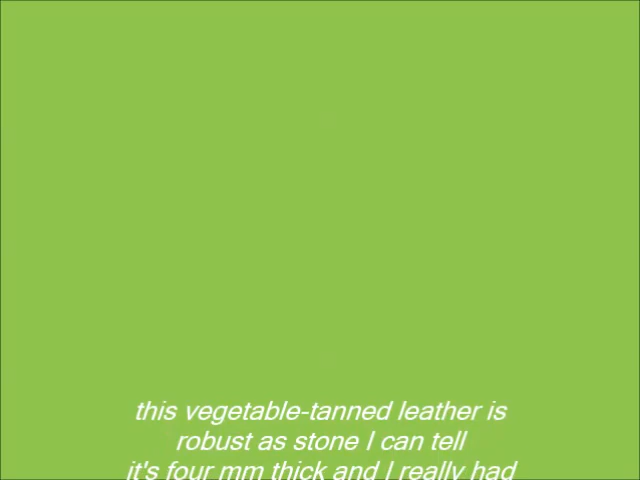 this vegetable-tanned leather is
robust as stone I can tell
it's four mm thick and I really had